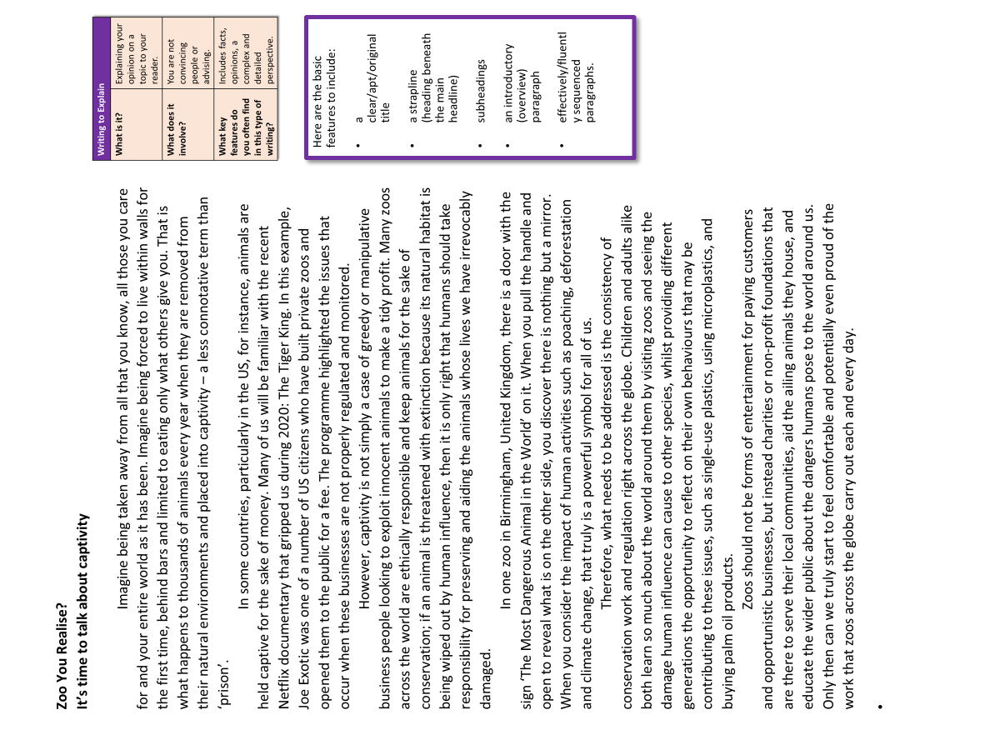 Zoo You Realise?
It's time to talk about captivity
Imagine being taken away from all that you know, all those you care
for and your entire world as it has been. Imagine being forced to live within walls for
the first time, behind bars and limited to eating only what others give you. That is
what happens to thousands of animals every year when they are removed from
their natural environments and placed into captivity – a less connotative term than
'prison'.
In some countries, particularly in the US, for instance, animals are
held captive for the sake of money. Many of us will be familiar with the recent
Netflix documentary that gripped us during 2020: The Tiger King. In this example,
Joe Exotic was one of a number of US citizens who have built private zoos and
opened them to the public for a fee. The programme highlighted the issues that
occur when these businesses are not properly regulated and monitored.
However, captivity is not simply a case of greedy or manipulative
business people looking to exploit innocent animals to make a tidy profit. Many zoos
across the world are ethically responsible and keep animals for the sake of
conservation; if an animal is threatened with extinction because its natural habitat is
being wiped out by human influence, then it is only right that humans should take
responsibility for preserving and aiding the animals whose lives we have irrevocably
damaged.
In one zoo in Birmingham, United Kingdom, there is a door with the
sign 'The Most Dangerous Animal in the World' on it. When you pull the handle and
open to reveal what is on the other side, you discover there is nothing but a mirror.
When you consider the impact of human activities such as poaching, deforestation
and climate change, that truly is a powerful symbol for all of us.
Therefore, what needs to be addressed is the consistency of
conservation work and regulation right across the globe. Children and adults alike
both learn so much about the world around them by visiting zoos and seeing the
damage human influence can cause to other species, whilst providing different
generations the opportunity to reflect on their own behaviours that may be
contributing to these issues, such as single-use plastics, using microplastics, and
buying palm oil products.
Zoos should not be forms of entertainment for paying customers
and opportunistic businesses, but instead charities or non-profit foundations that
are there to serve their local communities, aid the ailing animals they house, and
educate the wider public about the dangers humans pose to the world around us.
Only then can we truly start to feel comfortable and potentially even proud of the
work that zoos across the globe carry out each and every day.
•
Writing to Explain
What is it?
Explaining your
opinion on a
topic to your
reader.
What does it
involve?
You are not
convincing
people or
advising.
What key
features do
you often find
in this type of
writing?
Includes facts,
opinions, a
complex and
detailed
perspective.
Here are the basic
features to include:
• a
clear/apt/original
title
• a strapline
(heading beneath
the main
headline)
• subheadings
• an introductory
(overview)
paragraph
• effectively/fluentl
y sequenced
paragraphs.